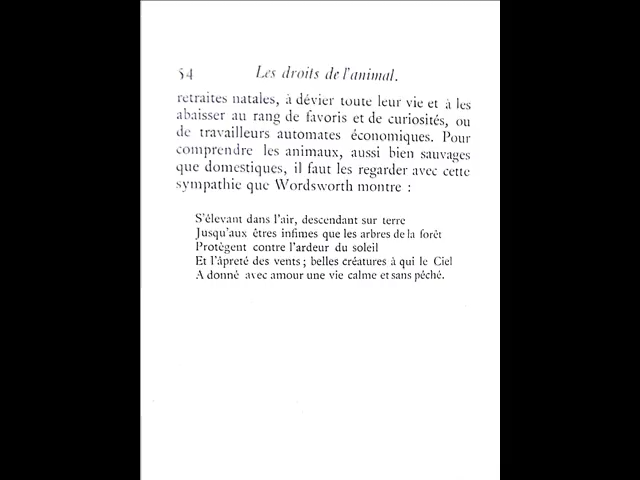 54 Les droits de l'animal.
retraites natales, à dévier toute leur vie et à les
abaisser au rang de favoris et de curiosités, ou
de travailleurs automates économiques. Pour
comprendre les animaux, aussi bien sauvages
que domestiques, il faut les regarder avec cette
sympathie que Wordsworth montre :
S'élevant dans l'air, descendant sur terre
Jusqu'aux êtres infimes que les arbres de la forêt
Protègent contre l'ardeur du soleil
Et l'âpreté des vents ; belles créatures à qui le Ciel
A donné avec amour une vie calme et sans péché.